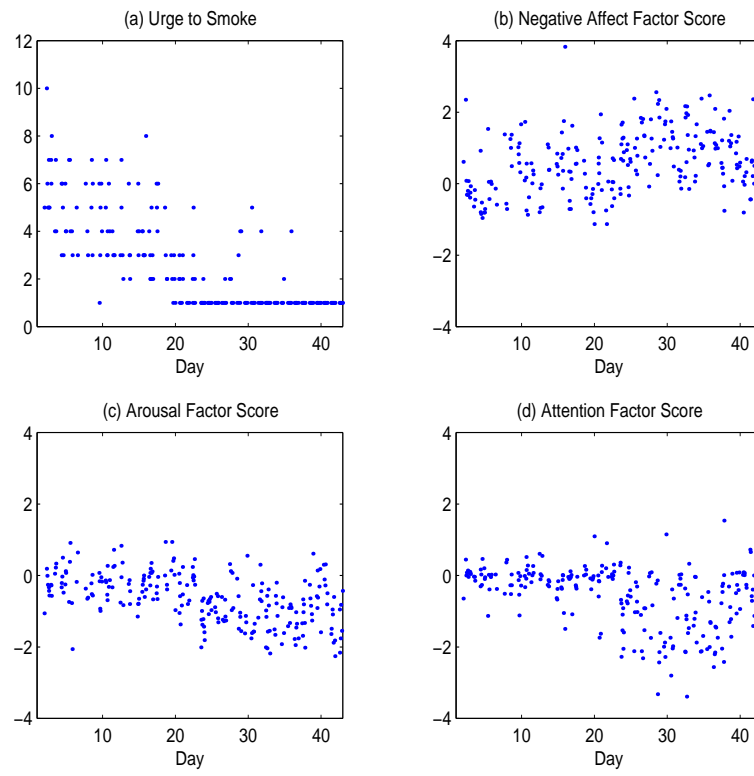 (a) Urge to Smoke
12
10
8
6
4
2
0
10 20 30 40
Day
(b) Negative Affect Factor Score
4
2
0
−2
−4
10 20 30 40
Day
(c) Arousal Factor Score
4
2
0
−2
−4
10 20 30 40
Day
(d) Attention Factor Score
4
2
0
−2
−4
10 20 30 40
Day